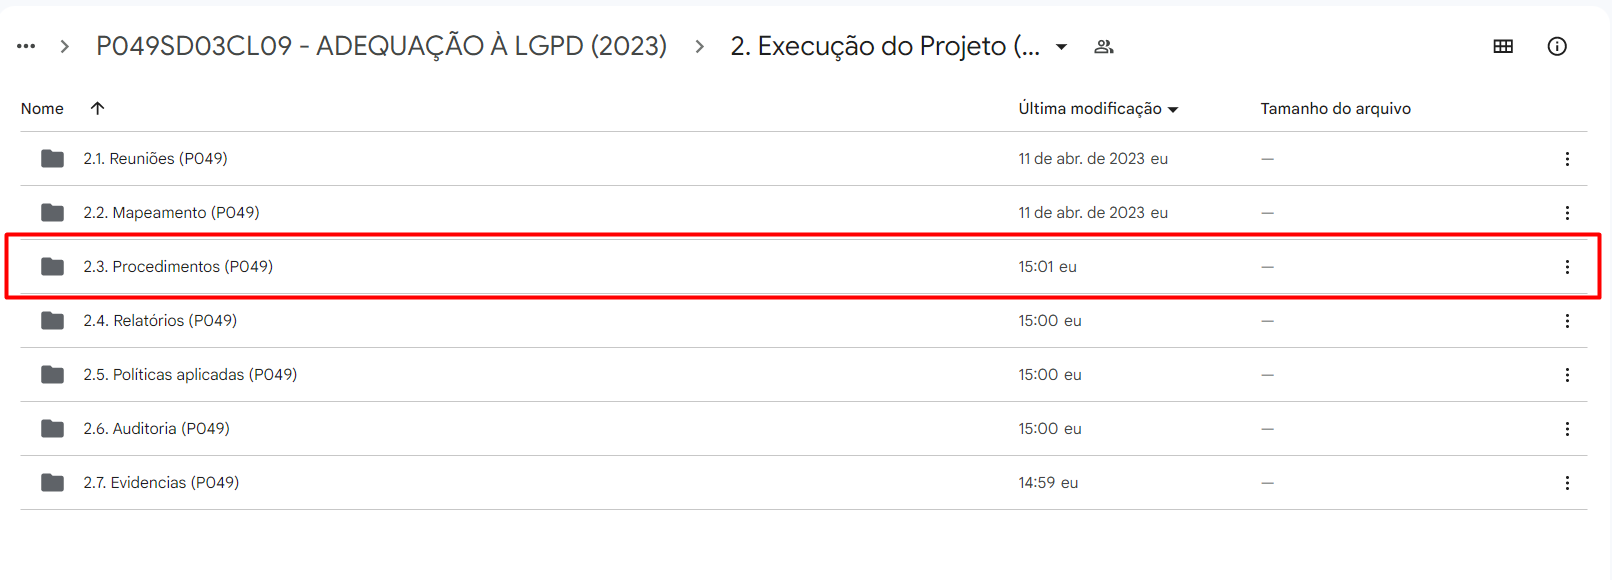 P049SD03CL09 - ADEQUAÇÃO À LGPD (2023) 2. Execução do Projeto (...
Nome Última modificação Tamanho do arquivo
2.1. Reuniões (P049) 11 de abr. de 2023 eu —
2.2. Mapeamento (P049) 11 de abr. de 2023 eu —
2.3. Procedimentos (P049) 15:01 eu —
2.4. Relatórios (P049) 15:00 eu —
2.5. Políticas aplicadas (P049) 15:00 eu —
2.6. Auditoria (P049) 15:00 eu —
2.7. Evidencias (P049) 14:59 eu —